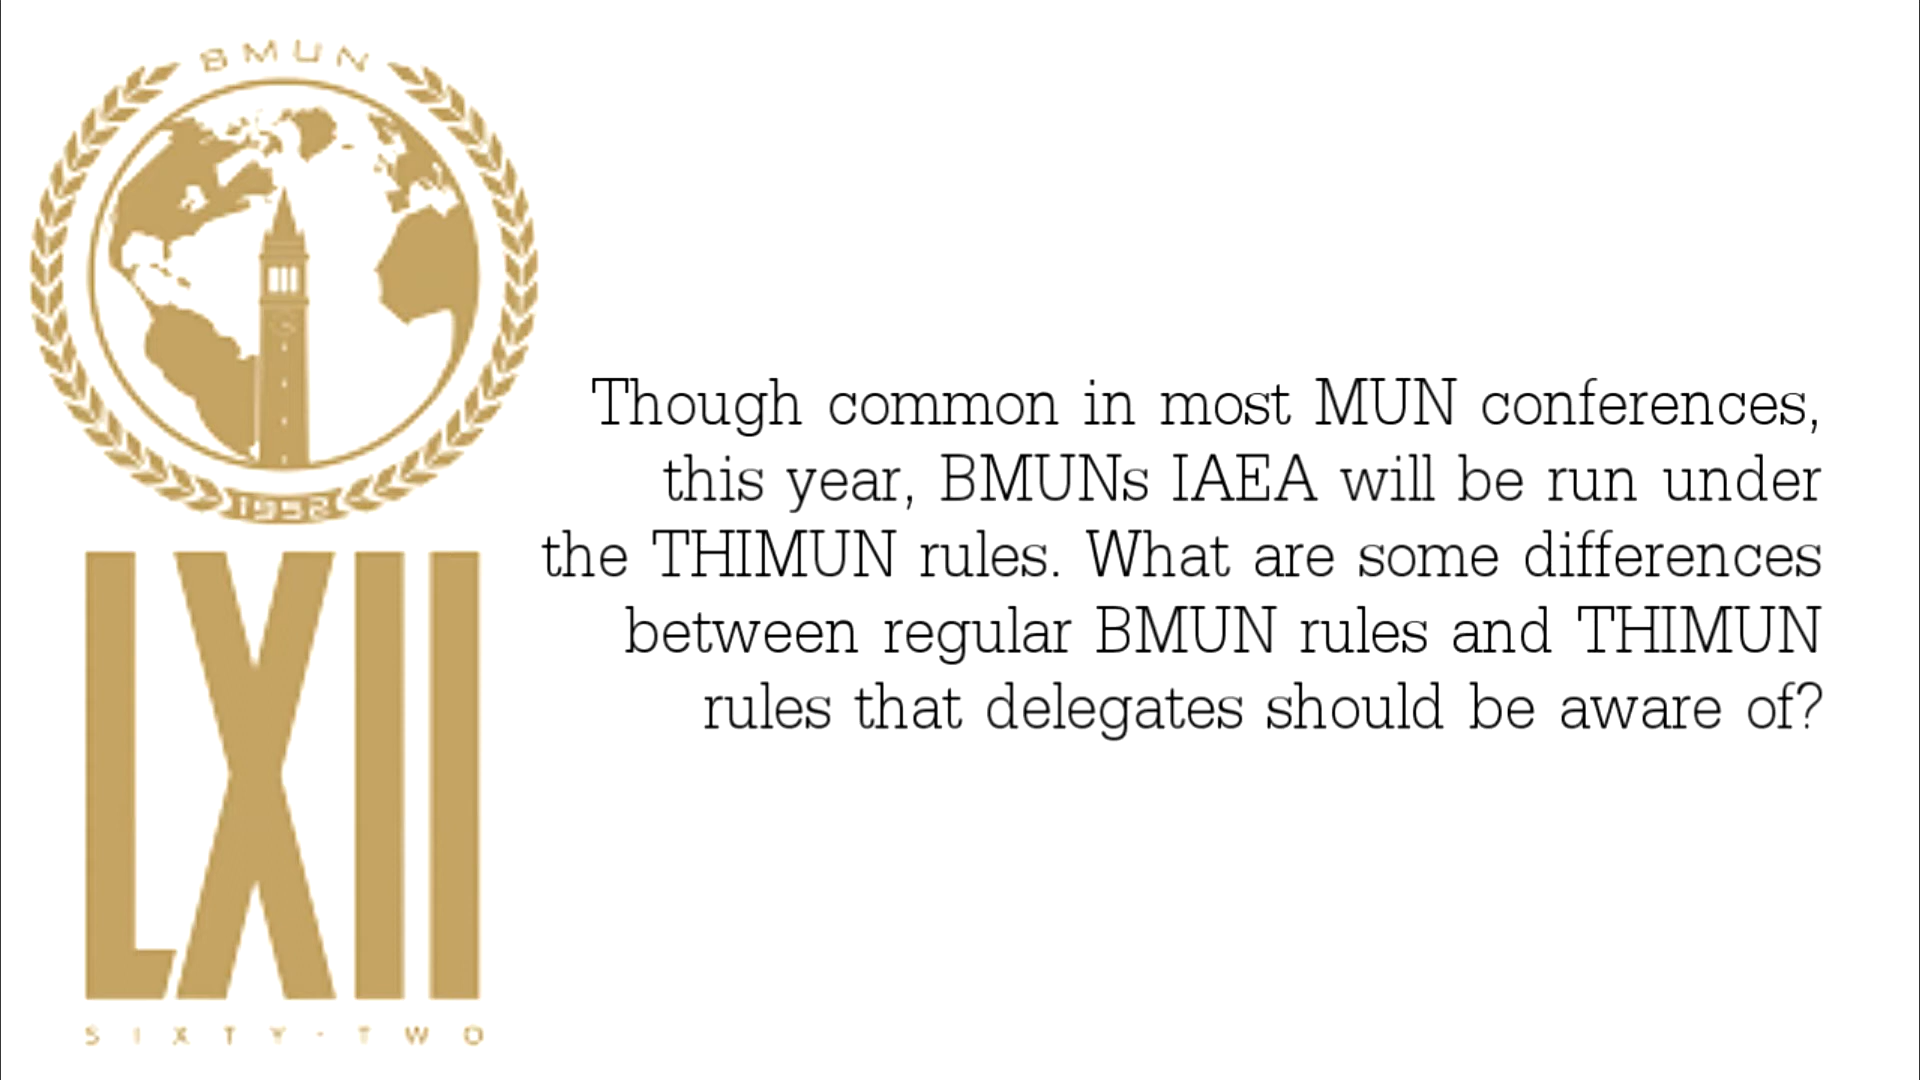 BMUN
1952
LXII
SIXTY-TWO
Though common in most MUN conferences,
this year, BMUNs IAEA will be run under
the THIMUN rules. What are some differences
between regular BMUN rules and THIMUN
rules that delegates should be aware of?